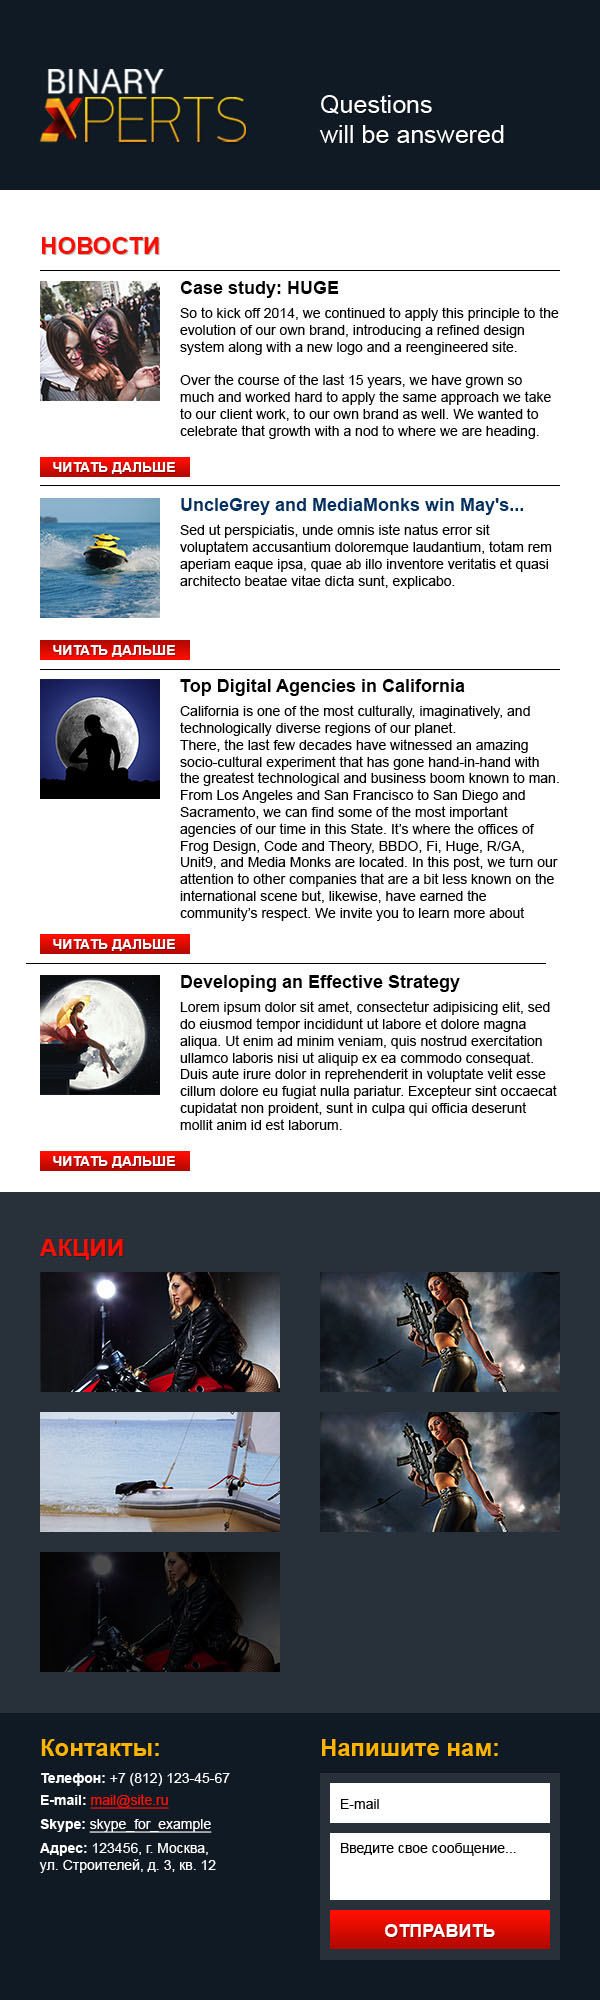 BINARY
XPERTS
Questions
will be answered
НОВОСТИ
Case study: HUGE
So to kick off 2014, we continued to apply this principle to the
evolution of our own brand, introducing a refined design
system along with a new logo and a reengineered site.
Over the course of the last 15 years, we have grown so
much and worked hard to apply the same approach we take
to our client work, to our own brand as well. We wanted to
celebrate that growth with a nod to where we are heading.
ЧИТАТЬ ДАЛЬШЕ
UncleGrey and MediaMonks win May's...
Sed ut perspiciatis, unde omnis iste natus error sit
voluptatem accusantium doloremque laudantium, totam rem
aperiam eaque ipsa, quae ab illo inventore veritatis et quasi
architecto beatae vitae dicta sunt, explicabo.
ЧИТАТЬ ДАЛЬШЕ
Top Digital Agencies in California
California is one of the most culturally, imaginatively, and
technologically diverse regions of our planet.
There, the last few decades have witnessed an amazing
socio-cultural experiment that has gone hand-in-hand with
the greatest technological and business boom known to man.
From Los Angeles and San Francisco to San Diego and
Sacramento, we can find some of the most important
agencies of our time in this State. It’s where the offices of
Frog Design, Code and Theory, BBDO, Fi, Huge, R/GA,
Unit9, and Media Monks are located. In this post, we turn our
attention to other companies that are a bit less known on the
international scene but, likewise, have earned the
community’s respect. We invite you to learn more about
ЧИТАТЬ ДАЛЬШЕ
Developing an Effective Strategy
Lorem ipsum dolor sit amet, consectetur adipisicing elit, sed
do eiusmod tempor incididunt ut labore et dolore magna
aliqua. Ut enim ad minim veniam, quis nostrud exercitation
ullamco laboris nisi ut aliquip ex ea commodo consequat.
Duis aute irure dolor in reprehenderit in voluptate velit esse
cillum dolore eu fugiat nulla pariatur. Excepteur sint occaecat
cupidatat non proident, sunt in culpa qui officia deserunt
mollit anim id est laborum.
ЧИТАТЬ ДАЛЬШЕ
АКЦИИ
Контакты:
Телефон: +7 (812) 123-45-67
E-mail: mail@site.ru
Skype: skype_for_example
Адрес: 123456, г. Москва,
ул. Строителей, д. 3, кв. 12
Напишите нам:
E-mail
Введите свое сообщение...
ОТПРАВИТЬ